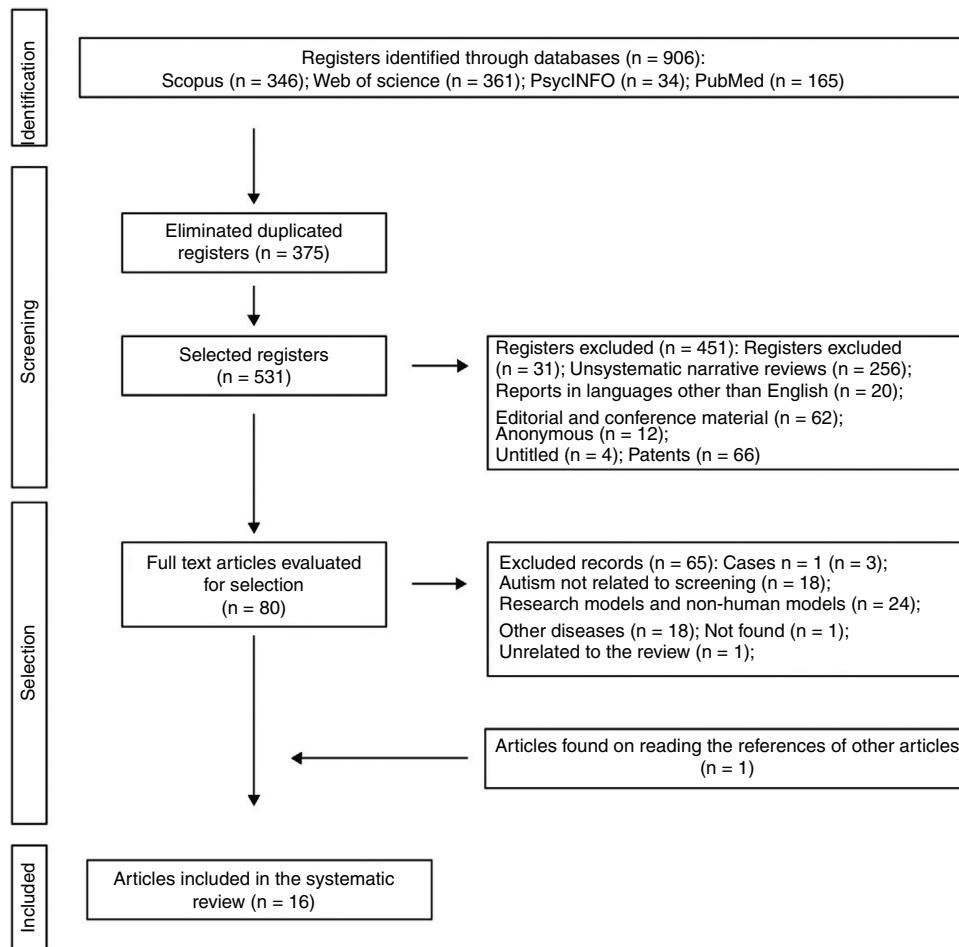 Identification
Registers identified through databases (n = 906):
Scopus (n = 346); Web of science (n = 361); PsycINFO (n = 34); PubMed (n = 165)
Screening
Eliminated duplicated
registers (n = 375)
Selected registers
(n = 531)
Registers excluded (n = 451): Registers excluded
(n = 31); Unsystematic narrative reviews (n = 256);
Reports in languages other than English (n = 20);
Editorial and conference material (n = 62);
Anonymous (n = 12);
Untitled (n = 4); Patents (n = 66)
Selection
Full text articles evaluated
for selection
(n = 80)
Excluded records (n = 65): Cases n = 1 (n = 3);
Autism not related to screening (n = 18);
Research models and non-human models (n = 24);
Other diseases (n = 18); Not found (n = 1);
Unrelated to the review (n = 1);
Articles found on reading the references of other articles
(n = 1)
Included
Articles included in the systematic
review (n = 16)